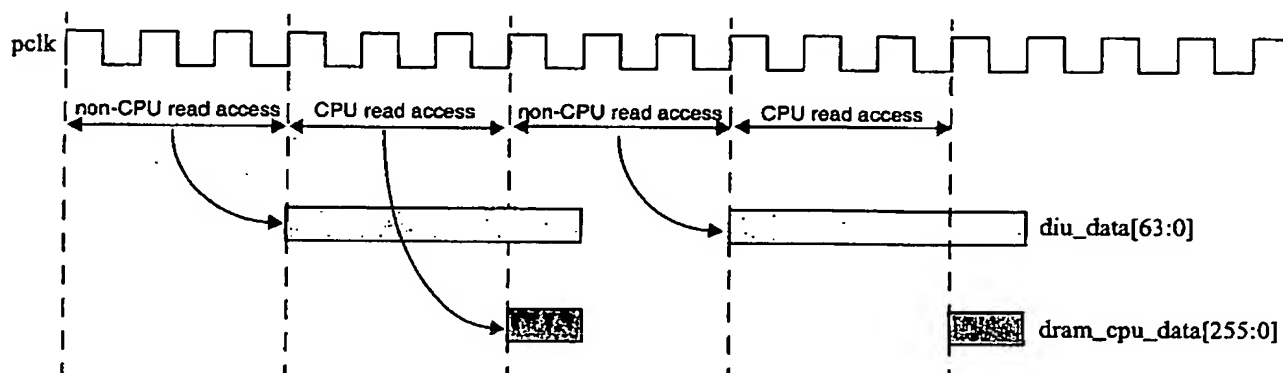 pclk
non-CPU read access CPU read access non-CPU read access CPU read access
diu_data[63:0]
dram_cpu_data[255:0]